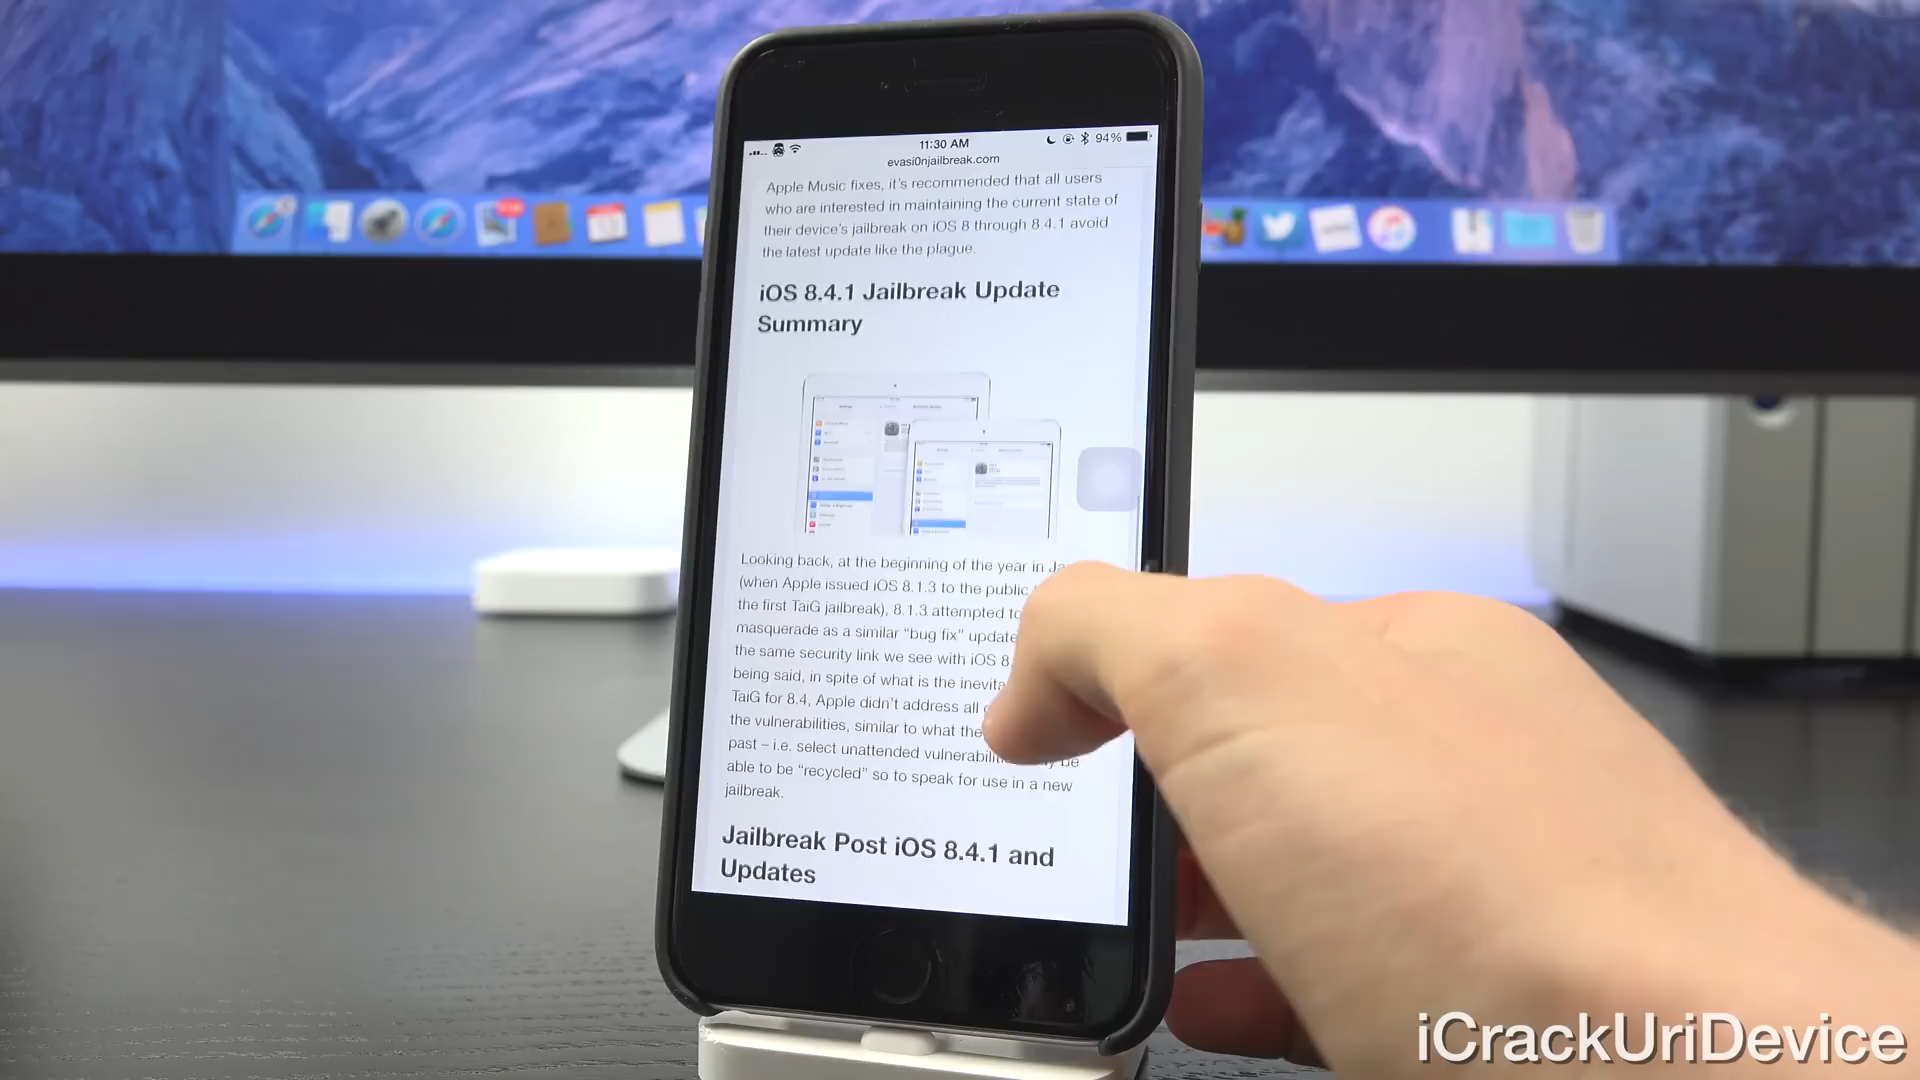 11:30 AM
94%
evasi0njailbreak.com
Apple Music fixes, it's recommended that all users
who are interested in maintaining the current state of
their device's jailbreak on iOS 8 through 8.4.1 avoid
the latest update like the plague.
iOS 8.4.1 Jailbreak Update
Summary
Looking back, at the beginning of the year in
(when Apple issued iOS 8.1.3 to the public
the first TaiG jailbreak), 8.1.3 attempted to
masquerade as a similar “bug fix” update
the same security link we see with iOS 8.
being said, in spite of what is the
TaiG for 8.4, Apple didn't address all
the vulnerabilities, similar to what
past – i.e. select unattended be
able to be “recycled” so to speak for use in a new
jailbreak.
Jailbreak Post iOS 8.4.1 and
Updates
iCrackUriDevice